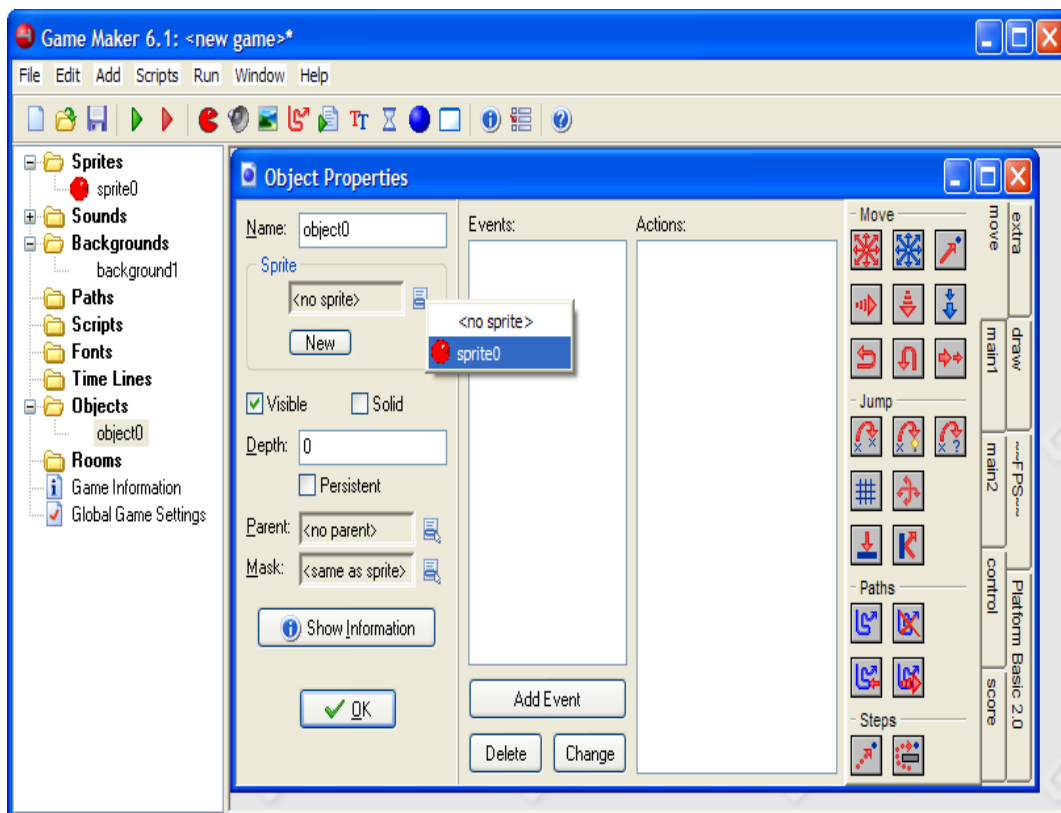 Game Maker 6.1: <new game>*
File Edit Add Scripts Run Window Help
TT
Sprites
sprite0
Sounds
Backgrounds
background1
Paths
Scripts
Fonts
Time Lines
Objects
object0
Rooms
Game Information
Global Game Settings
Object Properties
Name: object0
Sprite
<no sprite>
New
<no sprite>
sprite0
Visible Solid
Depth: 0
Persistent
Parent: <no parent>
Mask: <same as sprite>
Show Information
OK
Events:
Add Event
Delete Change
Actions:
Move
Jump
Paths
Steps
move
main1
main2
control
score
extra
draw
~~FPS~~
Platform Basic 2.0